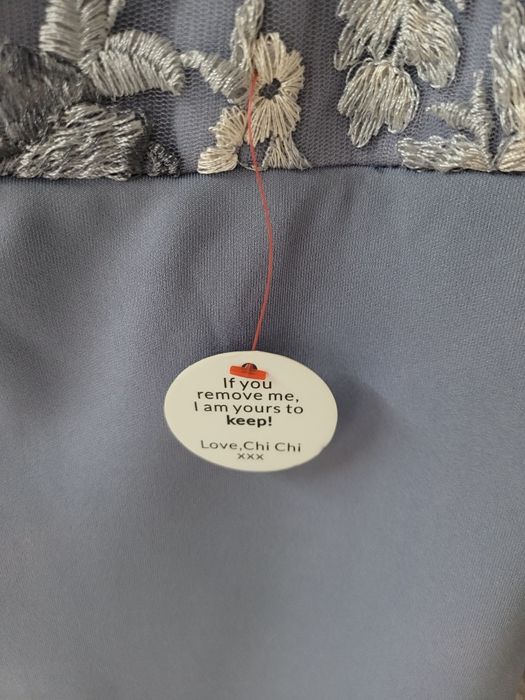 If you
remove me,
I am yours to
keep!
Love,Chi Chi
xxx